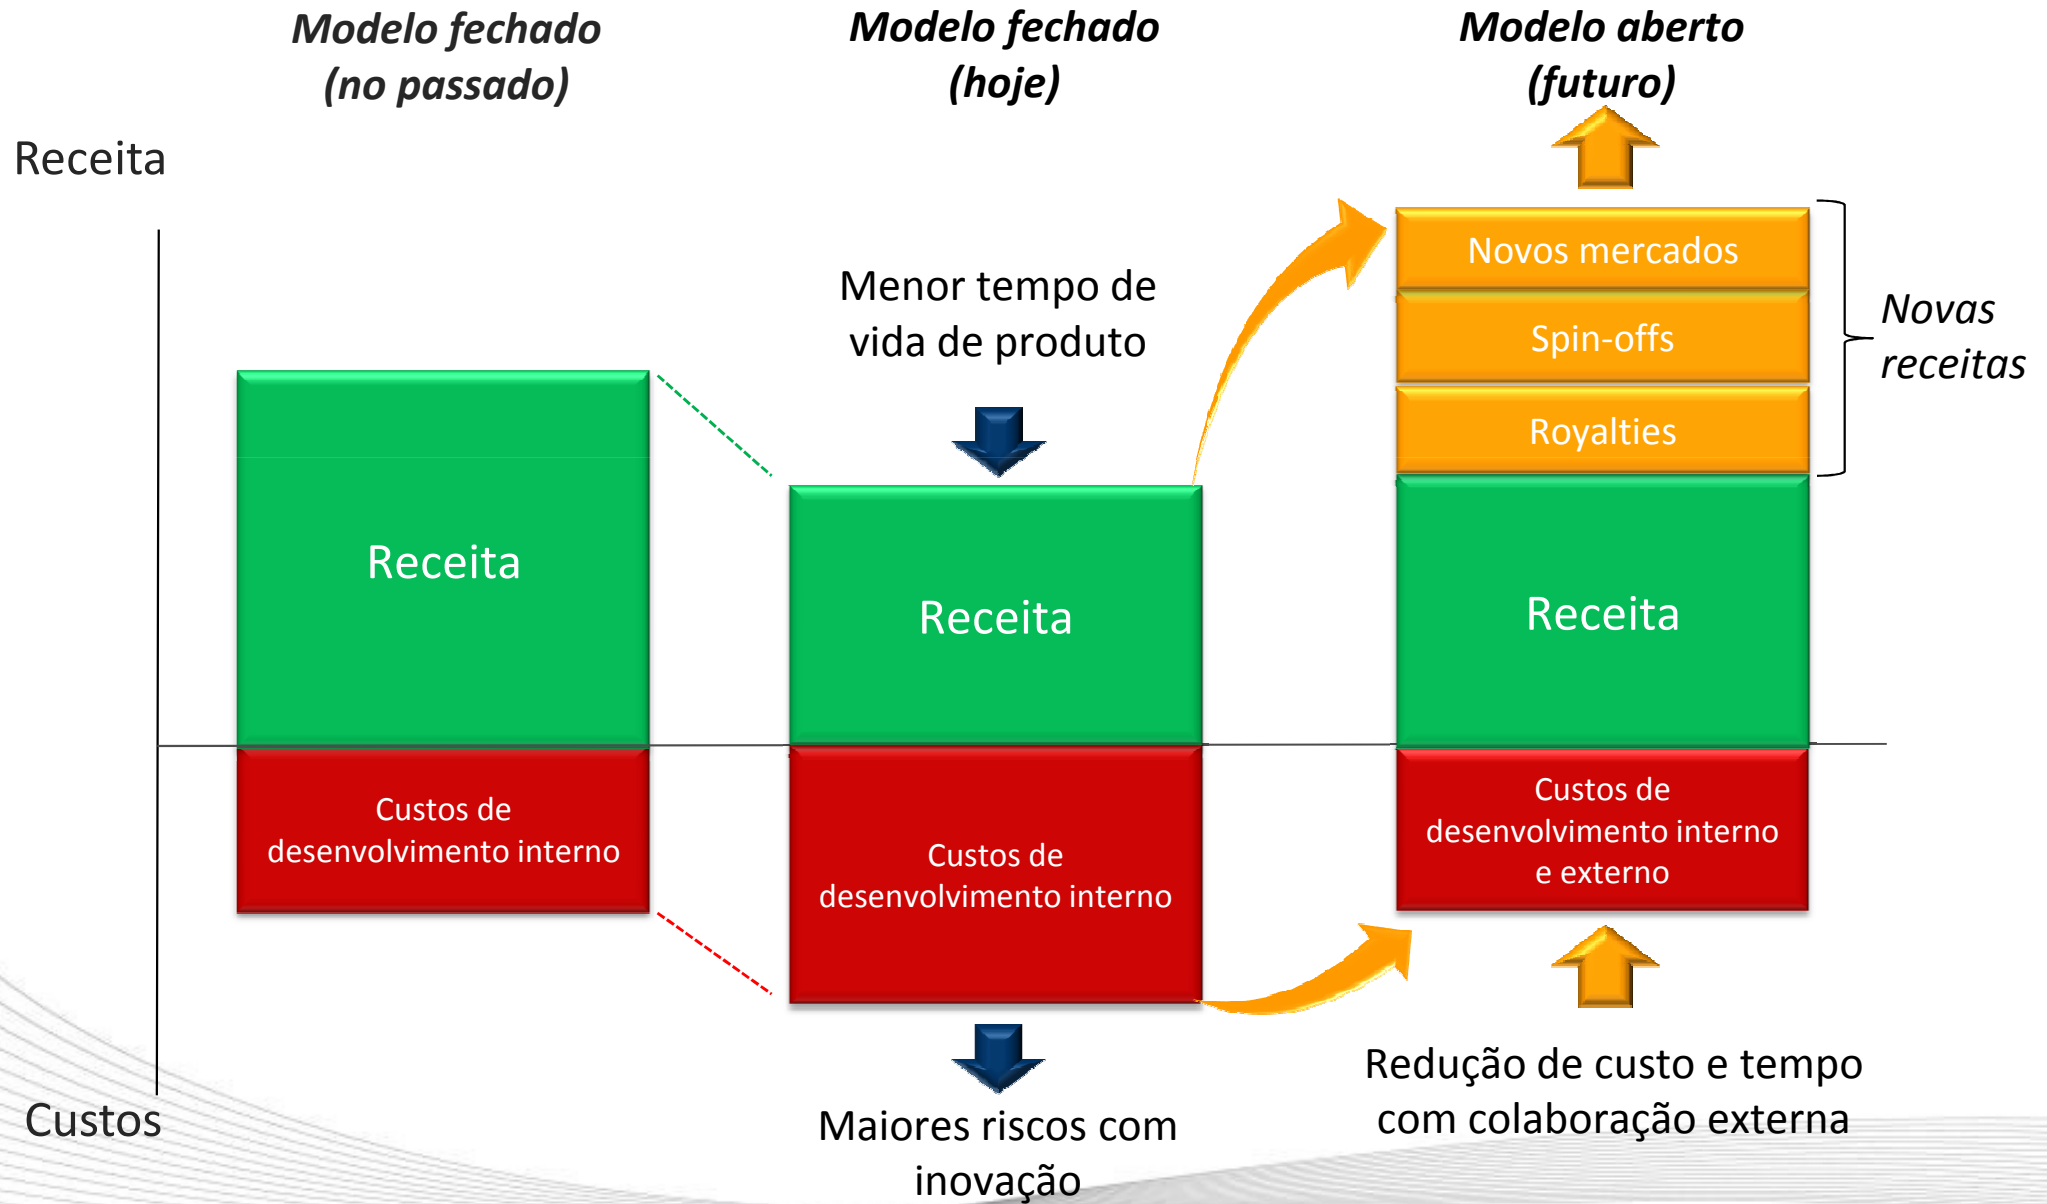 Modelo fechado
(no passado)
Modelo fechado
(hoje)
Modelo aberto
(futuro)
Receita
Menor tempo de
vida de produto
Novos mercados
Spin-offs
Royalties
Novas
receitas
Receita
Receita
Receita
Custos de
desenvolvimento interno
Custos de
desenvolvimento interno
Custos de
desenvolvimento interno
e externo
Custos
Maiores riscos com
inovação
Redução de custo e tempo
com colaboração externa